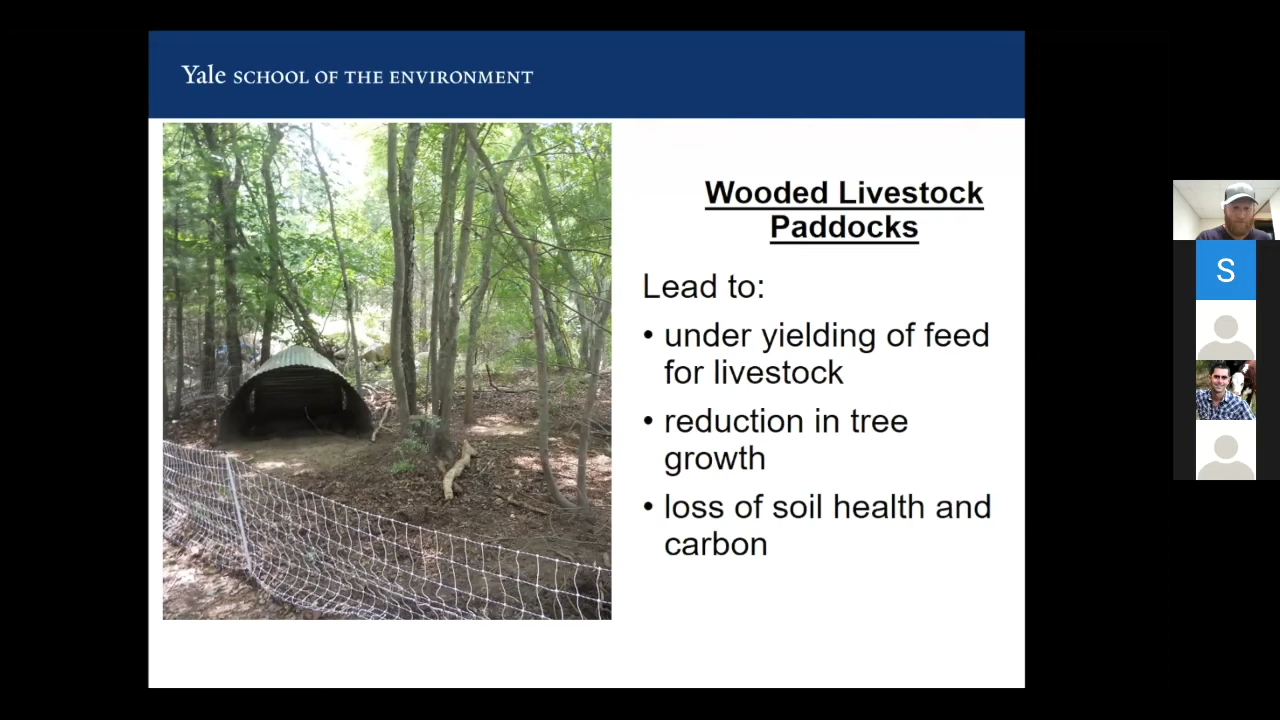 Yale SCHOOL OF THE ENVIRONMENT
Wooded Livestock
Paddocks
Lead to:
• under yielding of feed
for livestock
• reduction in tree
growth
• loss of soil health and
carbon
S